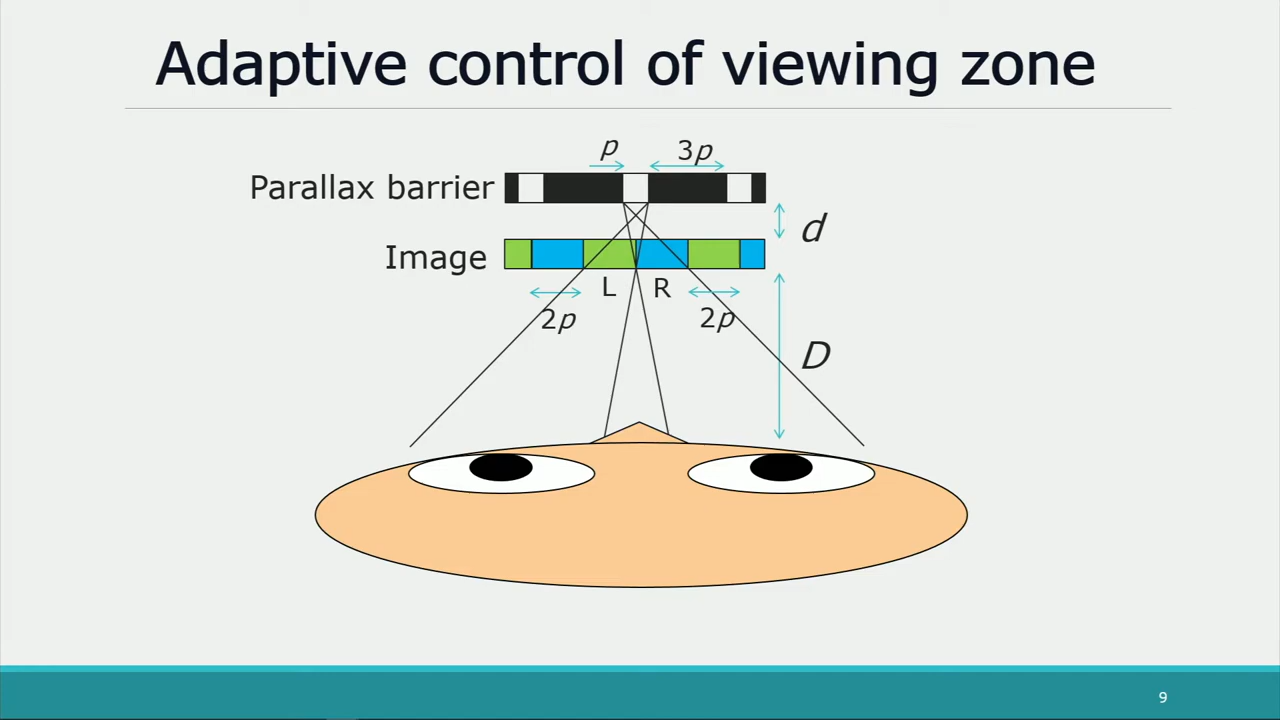 Adaptive control of viewing zone
p
3p
Parallax barrier
d
Image
L
R
2p
2p
D
9